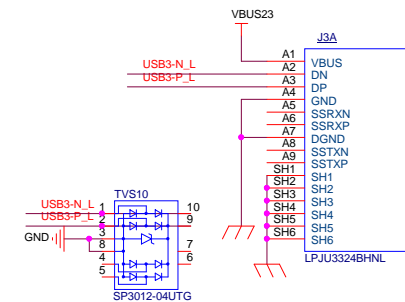 VBUS23
J3A
A1 VBUS
USB3-N_L A2 DN
USB3-P_L A3 DP
A4 GND
A5 SSRXN
A6 SSRXP
A7 DGND
A8 SSTXN
A9 SSTXP
SH1 SH1
SH2 SH2
SH3 SH3
SH4 SH4
SH5 SH5
SH6 SH6
LPJU3324BHNL
TVS10
USB3-N_L 1 10
USB3-P_L 2 9
GND 3
8 7
4 6
5
SP3012-04UTG